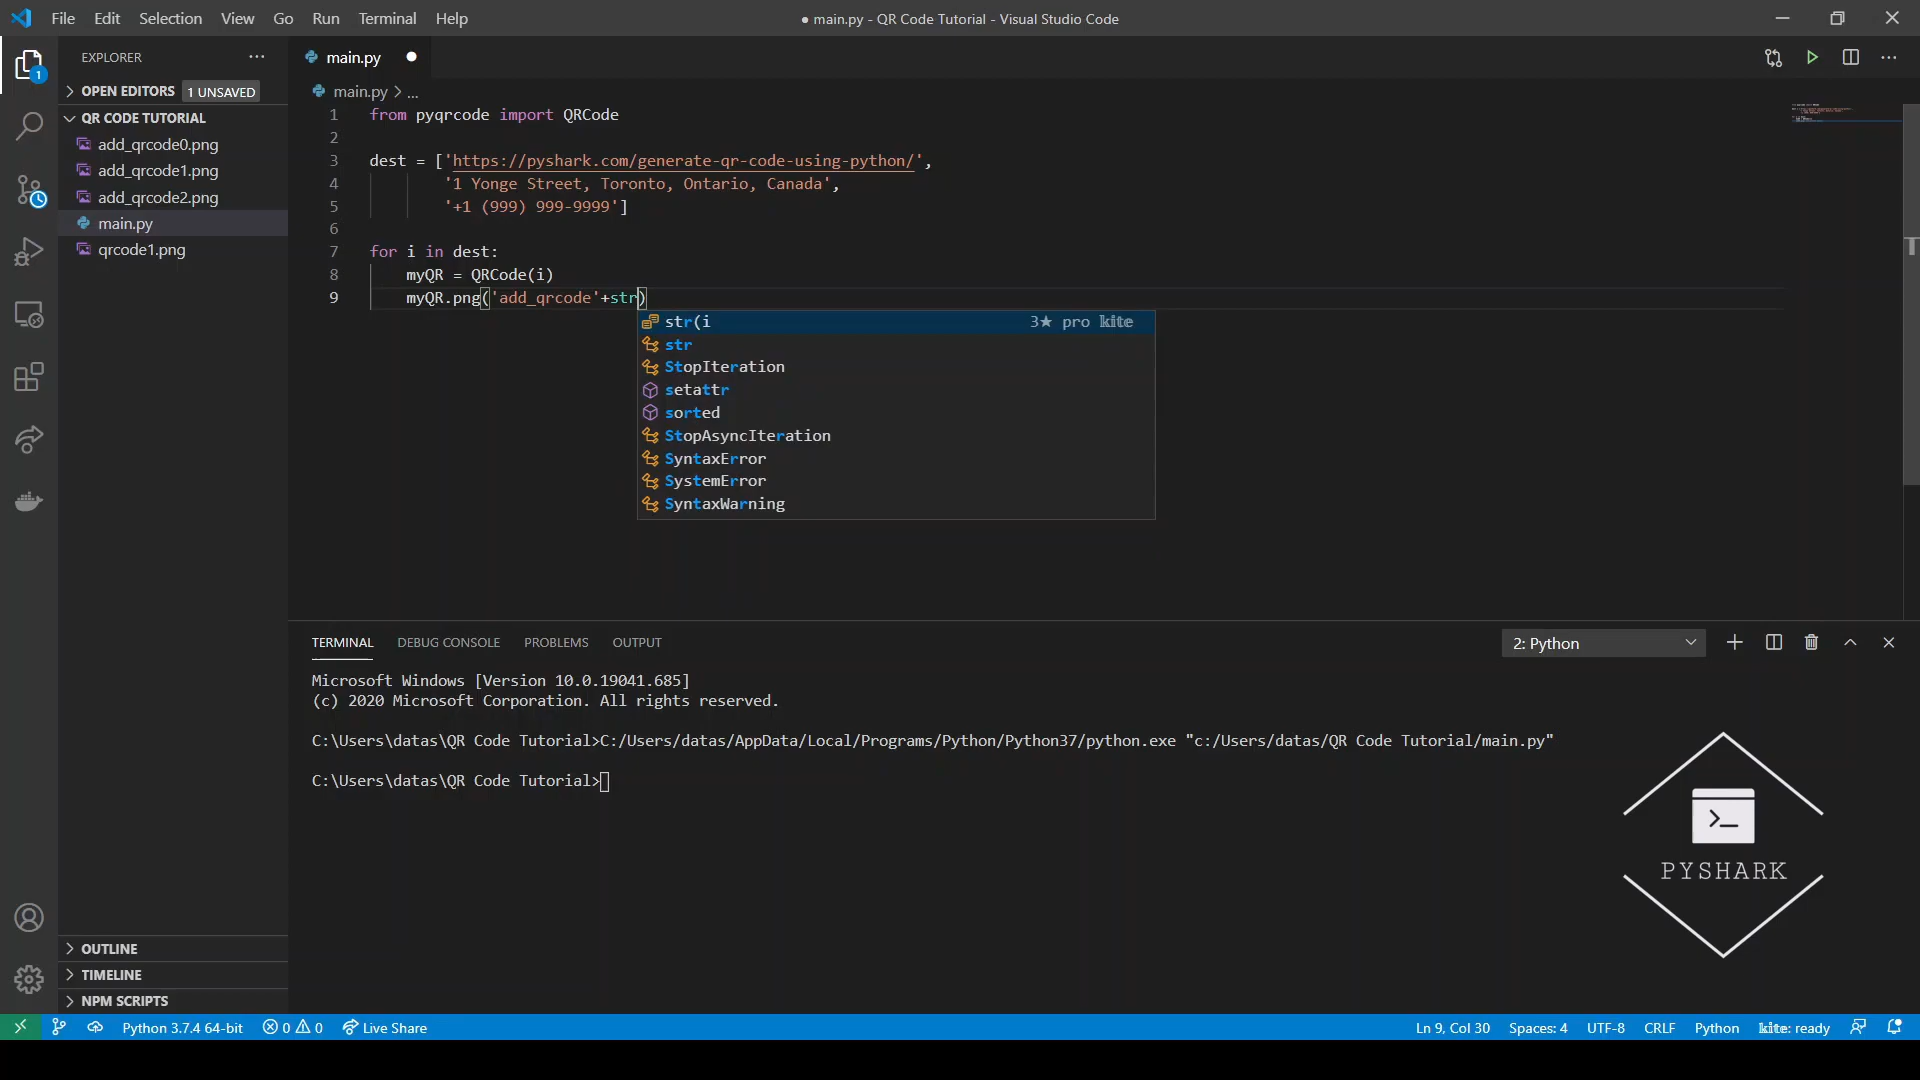 File Edit Selection View Go Run Terminal Help
● main.py - QR Code Tutorial - Visual Studio Code
EXPLORER
OPEN EDITORS 1 UNSAVED
QR CODE TUTORIAL
add_qrcode0.png
add_qrcode1.png
add_qrcode2.png
main.py
qrcode1.png
OUTLINE
TIMELINE
NPM SCRIPTS
1
main.py
main.py > ...
1 from pyqrcode import QRCode
2
3 dest = ['https://pyshark.com/generate-qr-code-using-python/',
4 '1 Yonge Street, Toronto, Ontario, Canada',
5 '+1 (999) 999-9999']
6
7 for i in dest:
8 myQR = QRCode(i)
9 myQR.png('add_qrcode'+str)
str(i 3★ pro kite
str
StopIteration
setattr
sorted
StopAsyncIteration
SyntaxError
SystemError
SyntaxWarning
TERMINAL DEBUG CONSOLE PROBLEMS OUTPUT
2: Python
Microsoft Windows [Version 10.0.19041.685]
(c) 2020 Microsoft Corporation. All rights reserved.
C:\Users\datas\QR Code Tutorial>C:/Users/datas/AppData/Local/Programs/Python/Python37/python.exe "c:/Users/datas/QR Code Tutorial/main.py"
C:\Users\datas\QR Code Tutorial>
PYSHARK
Python 3.7.4 64-bit 0 0 Live Share
Ln 9, Col 30 Spaces: 4 UTF-8 CRLF Python kite: ready